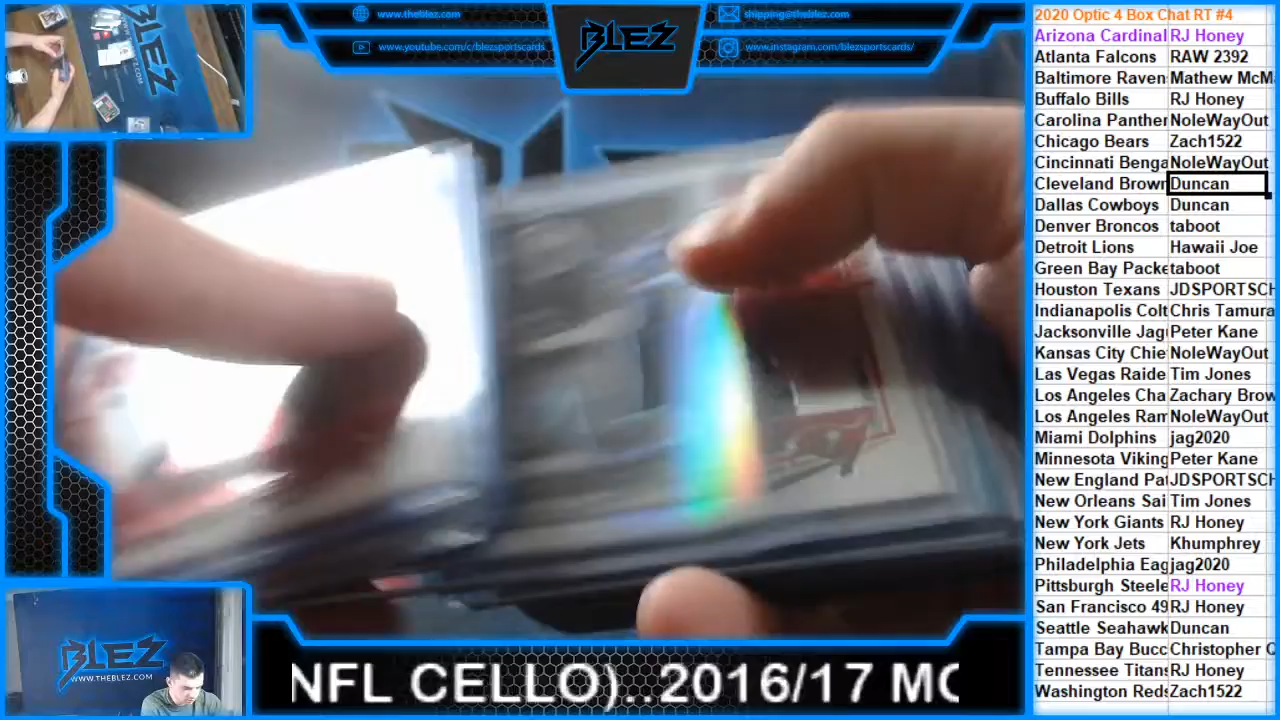 www.theblez.com
shipping@theblez.com
www.youtube.com/c/blezsportscards/
www.instagram.com/blezsportscards/
BLEZ
BLEZ
.COM
BLEZ
WWW.THEBLEZ.COM
NFL CELLO)...2016/17 MO
2020 Optic 4 Box Chat RT #4
Arizona Cardinal RJ Honey
Atlanta Falcons RAW 2392
Baltimore Raven Mathew McM
Buffalo Bills RJ Honey
Carolina Panther NoleWayOut
Chicago Bears Zach1522
Cincinnati Benga NoleWayOut
Cleveland Brown Duncan
Dallas Cowboys Duncan
Denver Broncos taboot
Detroit Lions Hawaii Joe
Green Bay Packe taboot
Houston Texans JDSPORTSCH
Indianapolis Colt Chris Tamura
Jacksonville Jag Peter Kane
Kansas City Chie NoleWayOut
Las Vegas Raide Tim Jones
Los Angeles Cha Zachary Brow
Los Angeles Ram NoleWayOut
Miami Dolphins jag2020
Minnesota Viking Peter Kane
New England Pat JDSPORTSCH
New Orleans Sai Tim Jones
New York Giants RJ Honey
New York Jets Khumphrey
Philadelphia Eag jag2020
Pittsburgh Steele RJ Honey
San Francisco 49 RJ Honey
Seattle Seahawk Duncan
Tampa Bay Bucc Christopher Q
Tennessee Titans RJ Honey
Washington Reds Zach1522